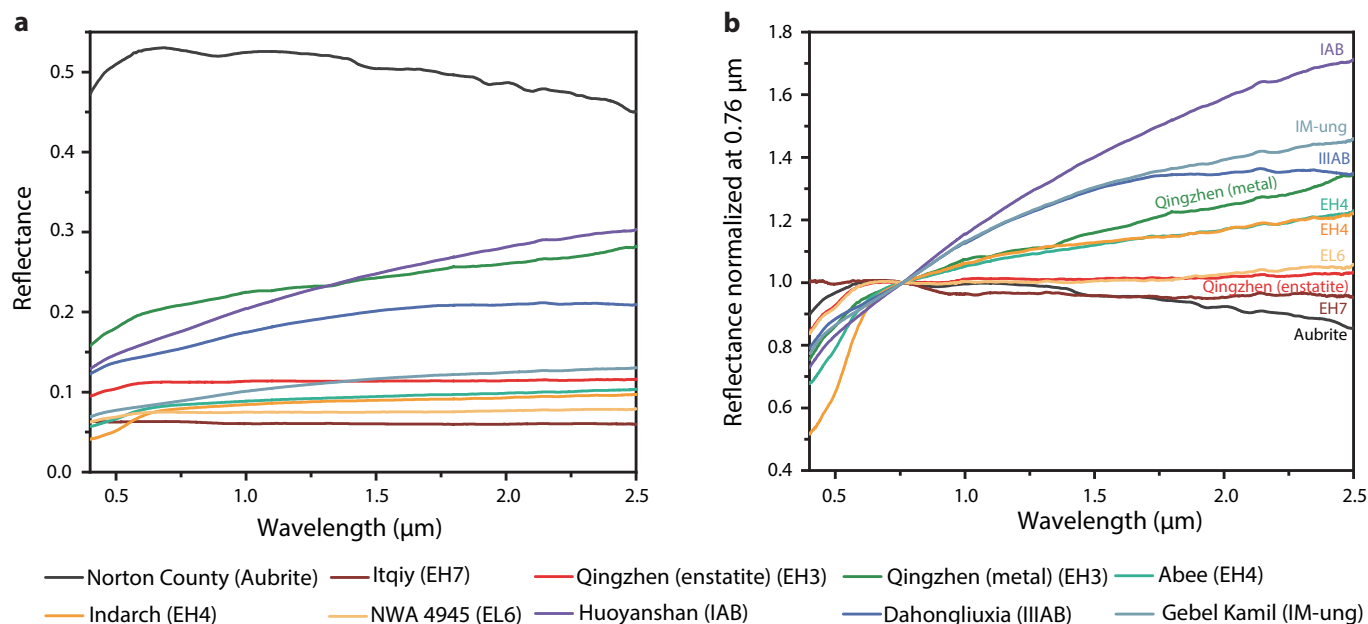 a
Reflectance
0.5
0.4
0.3
0.2
0.1
0.0
0.5
1.0
1.5
2.0
2.5
Wavelength (μm)
b
Reflectance normalized at 0.76 μm
1.8
1.6
1.4
1.2
1.0
0.8
0.6
0.4
IAB
IM-ung
IIIAB
Qingzhen (metal)
EH4
EH4
EL6
Qingzhen (enstatite)
EH7
Aubrite
0.5
1.0
1.5
2.0
2.5
Wavelength (μm)
Norton County (Aubrite)
Itqiy (EH7)
Qingzhen (enstatite) (EH3)
Qingzhen (metal) (EH3)
Abee (EH4)
Indarch (EH4)
NWA 4945 (EL6)
Huoyanshan (IAB)
Dahongliuxia (IIIAB)
Gebel Kamil (IM-ung)